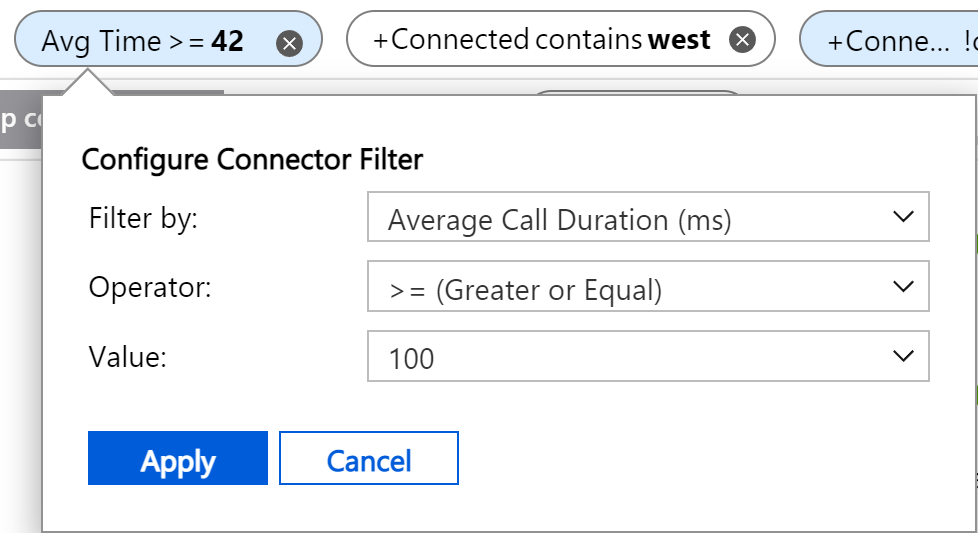 Avg Time >= 42
+Connected contains west
+Conne...
Configure Connector Filter
Filter by:
Average Call Duration (ms)
Operator:
>= (Greater or Equal)
Value:
100
Apply
Cancel